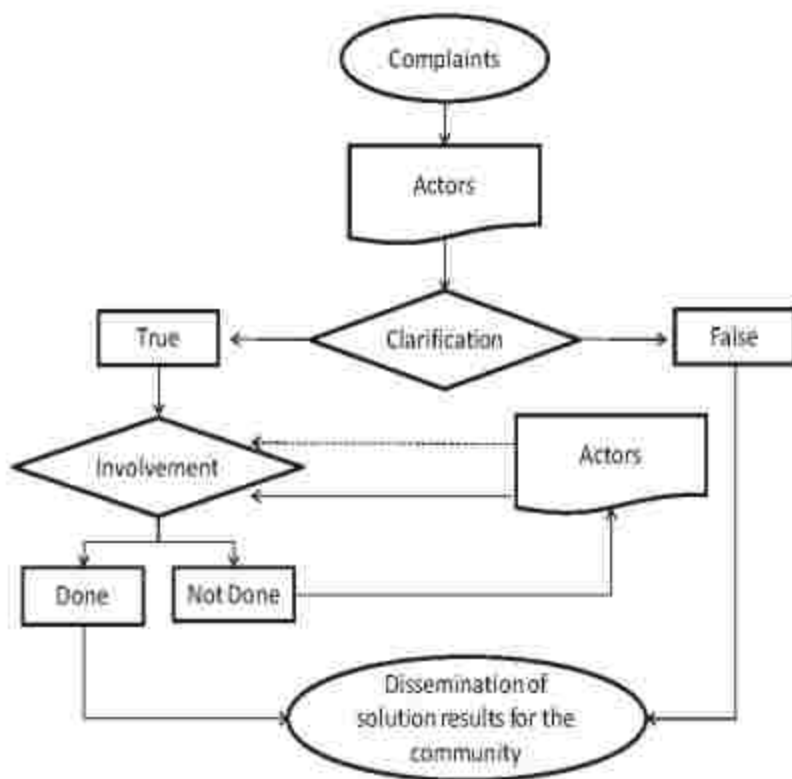 Complaints
Actors
True
Clarification
False
Involvement
Actors
Done
Not Done
Dissemination of
solution results for the
community